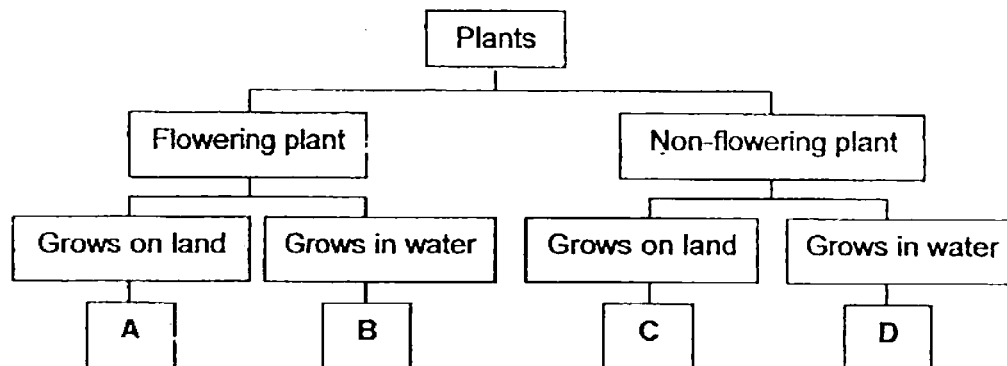 Plants
Flowering plant
Non-flowering plant
Grows on land
Grows in water
Grows on land
Grows in water
A
B
C
D